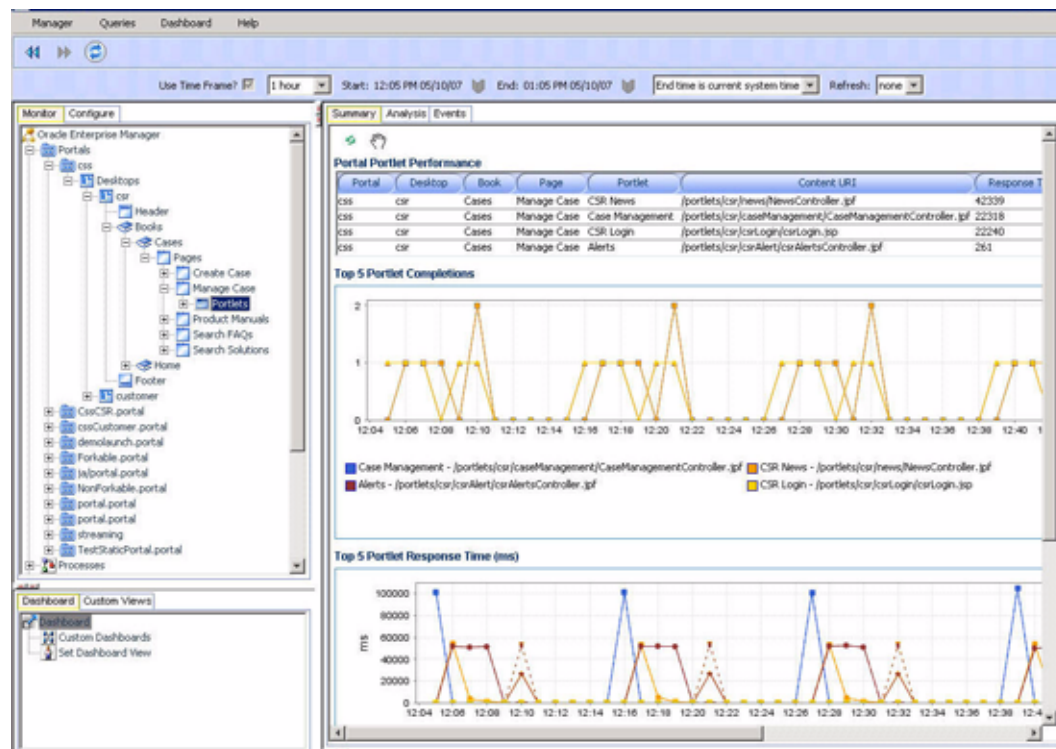 Manager Queries Dashboard Help
Use Time Frame? 1 hour Start: 12:05 PM 05/10/07 End: 01:05 PM 05/10/07 End time is current system time Refresh: none
Monitor Configure
Oracle Enterprise Manager
Portals
css
Desktops
csr
Header
Books
Cases
Pages
Create Case
Manage Case
Portlets
Product Manuals
Search FAQs
Search Solutions
Home
Footer
customer
CssCSR.portal
cssCustomer.portal
demolaunch.portal
Forkable.portal
ja/portal.portal
NonForkable.portal
portal.portal
portal.portal
streaming
TestStaticPortal.portal
Processes
Dashboard Custom Views
Dashboard
Custom Dashboards
Set Dashboard View
Summary Analysis Events
Portal Portlet Performance
Portal Desktop Book Page Portlet Content URI Response T
css csr Cases Manage Case CSR News /portlets/csr/news/NewsController.jpf 42339
css csr Cases Manage Case Case Management /portlets/csr/caseManagement/CaseManagementController.jpf 22318
css csr Cases Manage Case CSR Login /portlets/csr/csrLogin/csrLogin.jsp 22240
css csr Cases Manage Case Alerts /portlets/csr/csrAlert/csrAlertsController.jpf 261
Top 5 Portlet Completions
2
1
0
12:04 12:06 12:08 12:10 12:12 12:14 12:16 12:18 12:20 12:22 12:24 12:26 12:28 12:30 12:32 12:34 12:36 12:38 12:40 1
Case Management - /portlets/csr/caseManagement/CaseManagementController.jpf CSR News - /portlets/csr/news/NewsController.jpf
Alerts - /portlets/csr/csrAlert/csrAlertsController.jpf CSR Login - /portlets/csr/csrLogin/csrLogin.jsp
Top 5 Portlet Response Time (ms)
100000
80000
60000
40000
20000
0
ms
12:04 12:06 12:08 12:10 12:12 12:14 12:16 12:18 12:20 12:22 12:24 12:26 12:28 12:30 12:32 12:34 12:36 12:38 12:4